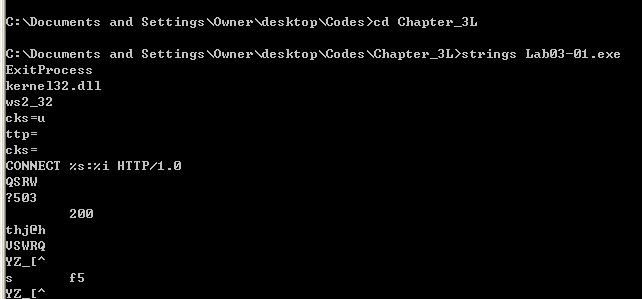 C:\Documents and Settings\Owner\desktop\Codes>cd Chapter_3L
C:\Documents and Settings\Owner\desktop\Codes\Chapter_3L>strings Lab03-01.exe
ExitProcess
kernel32.dll
ws2_32
cks=u
ttp=
cks=
CONNECT %s:%i HTTP/1.0
QSRW
?503
200
thj@h
VSWRQ
YZ_[^
s f5
YZ_[^